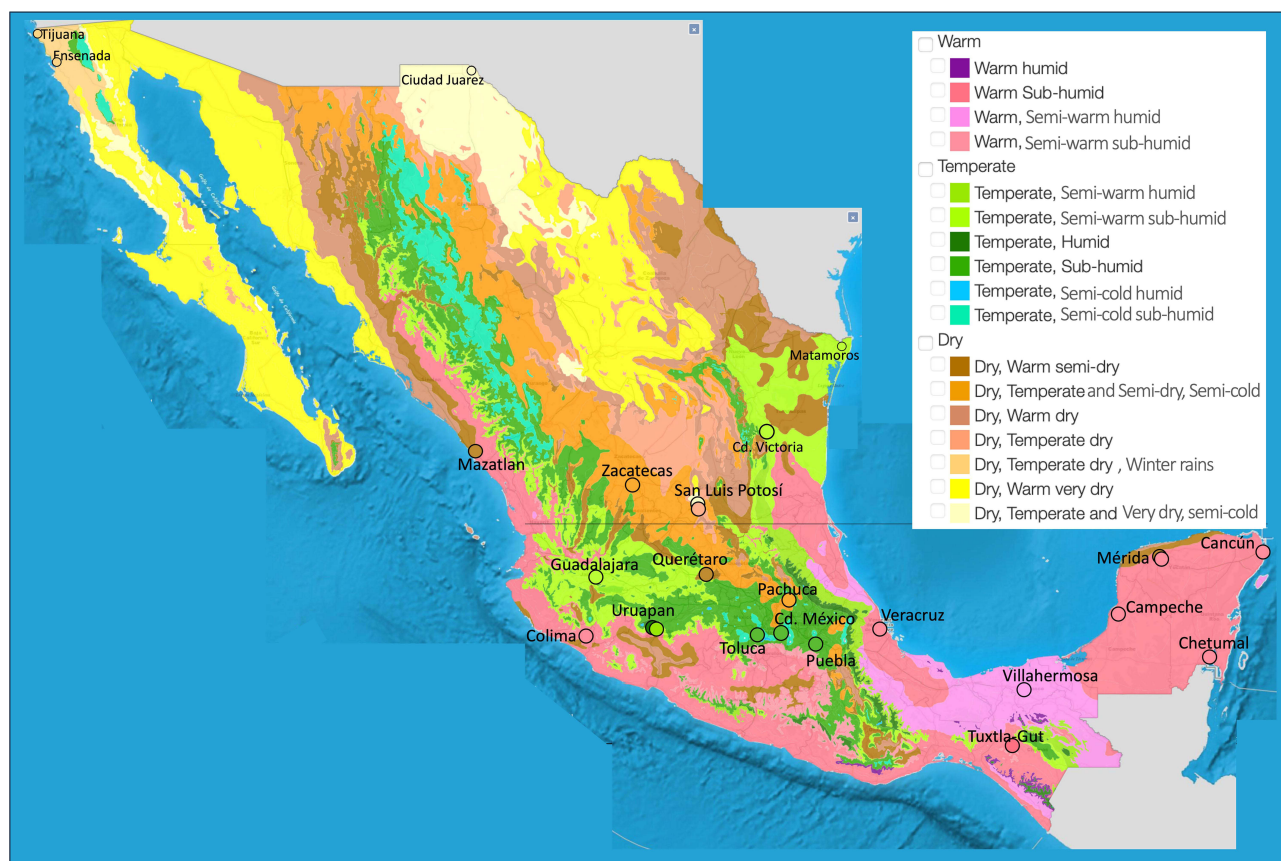 Tijuana
Ensenada
Ciudad Juarez
Warm
Warm humid
Warm Sub-humid
Warm, Semi-warm humid
Warm, Semi-warm sub-humid
Temperate
Temperate, Semi-warm humid
Temperate, Semi-warm sub-humid
Temperate, Humid
Temperate, Sub-humid
Temperate, Semi-cold humid
Temperate, Semi-cold sub-humid
Dry
Dry, Warm semi-dry
Dry, Temperate and Semi-dry, Semi-cold
Dry, Warm dry
Dry, Temperate dry
Dry, Temperate dry , Winter rains
Dry, Warm very dry
Dry, Temperate and Very dry, semi-cold
Matamoros
Cd. Victoria
Mazatlan
Zacatecas
San Luis Potosí
Guadalajara
Querétaro
Pachuca
Uruapan
Cd. México
Colima
Toluca
Puebla
Veracruz
Mérida
Cancún
Campeche
Chetumal
Villahermosa
Tuxtla-Gut